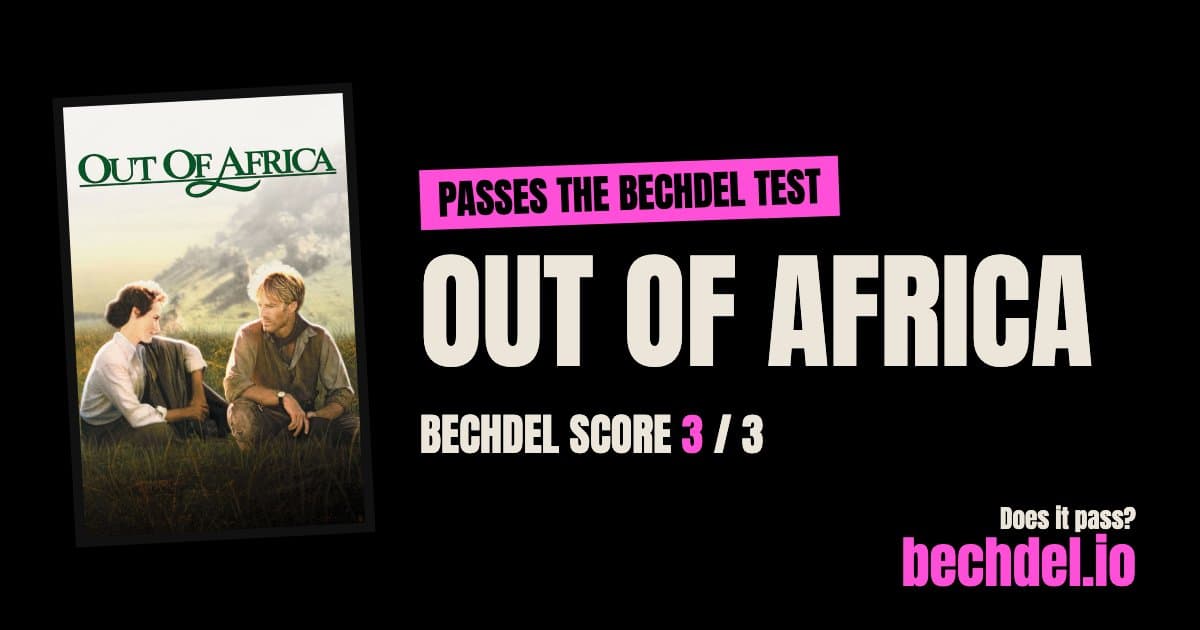 OUT OF AFRICA
PASSES THE BECHDEL TEST
OUT OF AFRICA
BECHDEL SCORE 3 / 3
Does it pass?
bechdel.io